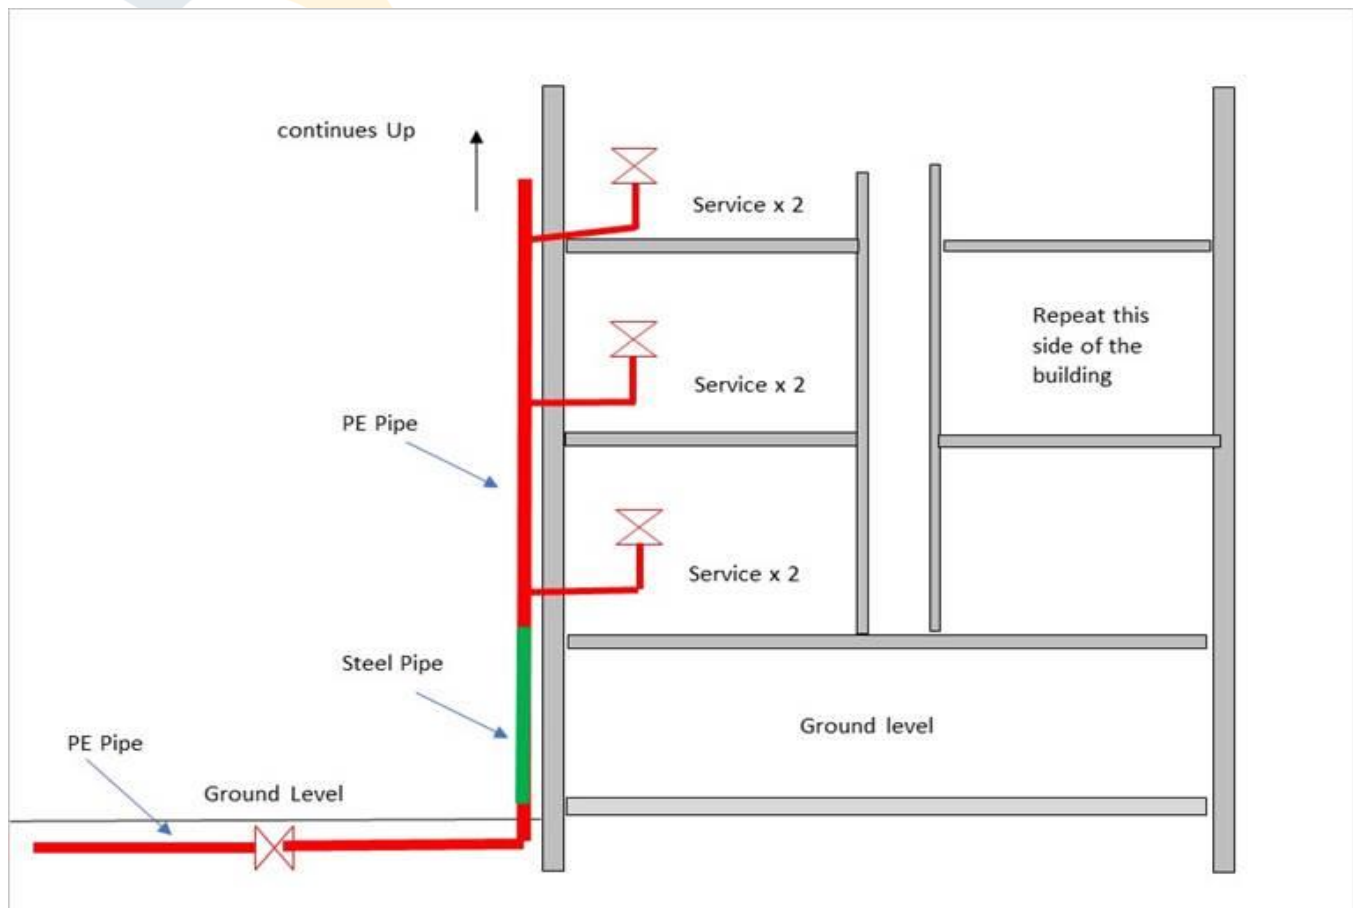 continues Up
Service x 2
Repeat this
side of the
building
Service x 2
PE Pipe
Service x 2
Steel Pipe
Ground level
PE Pipe
Ground Level